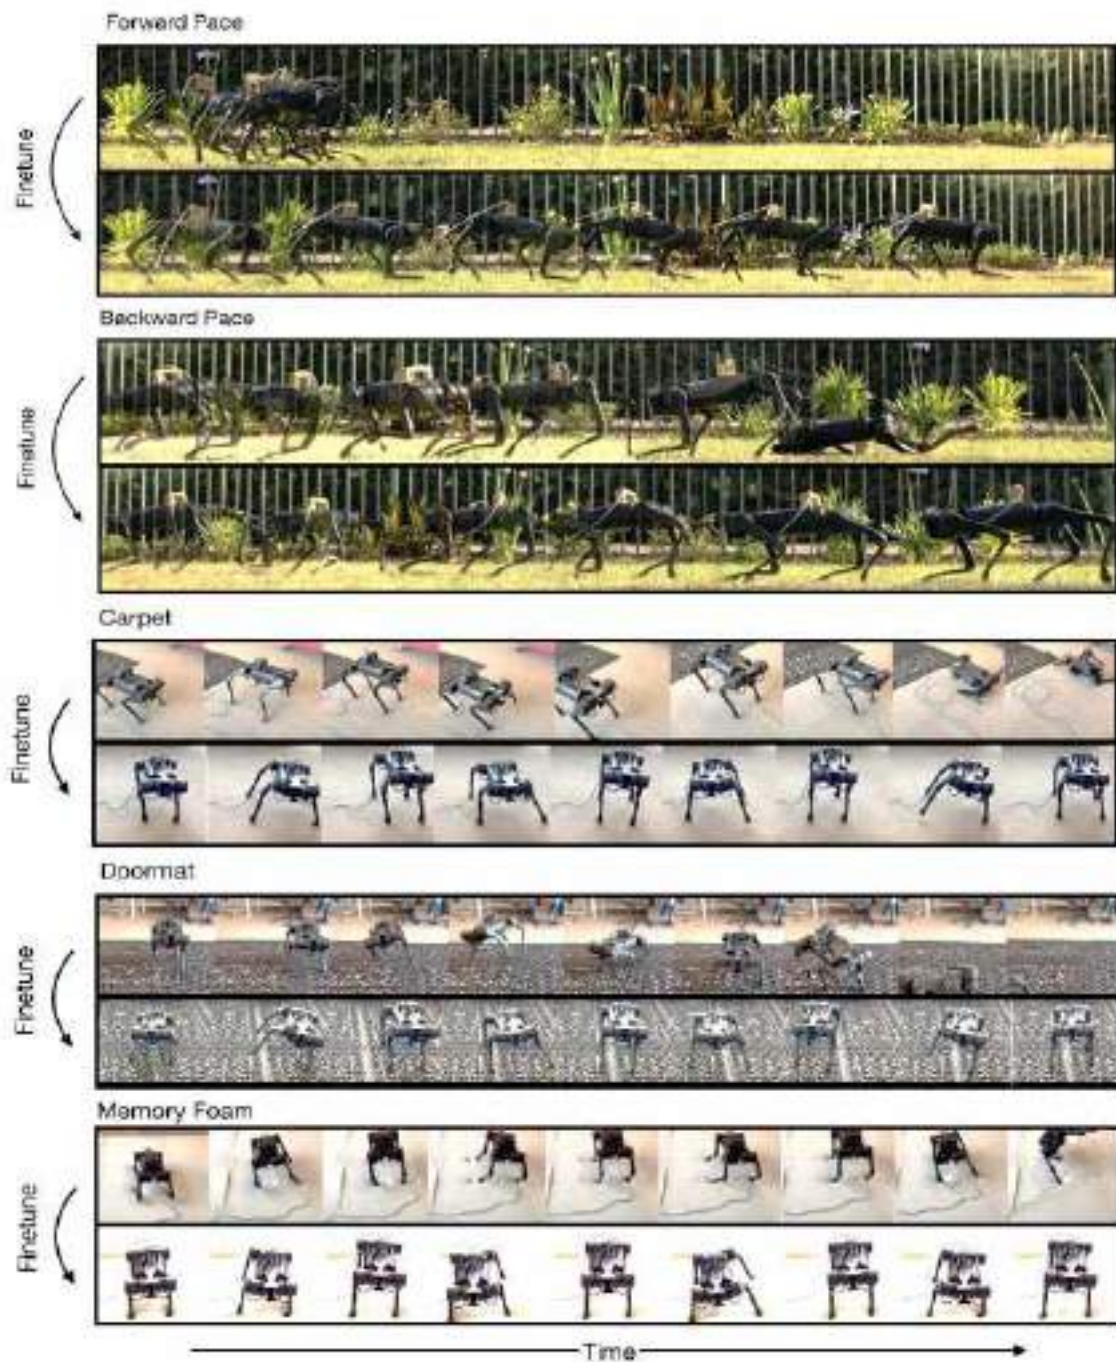 Forward Pace
Finetune
Backward Pace
Finetune
Carpet
Finetune
Doormat
Finetune
Memory Foam
Finetune
Time